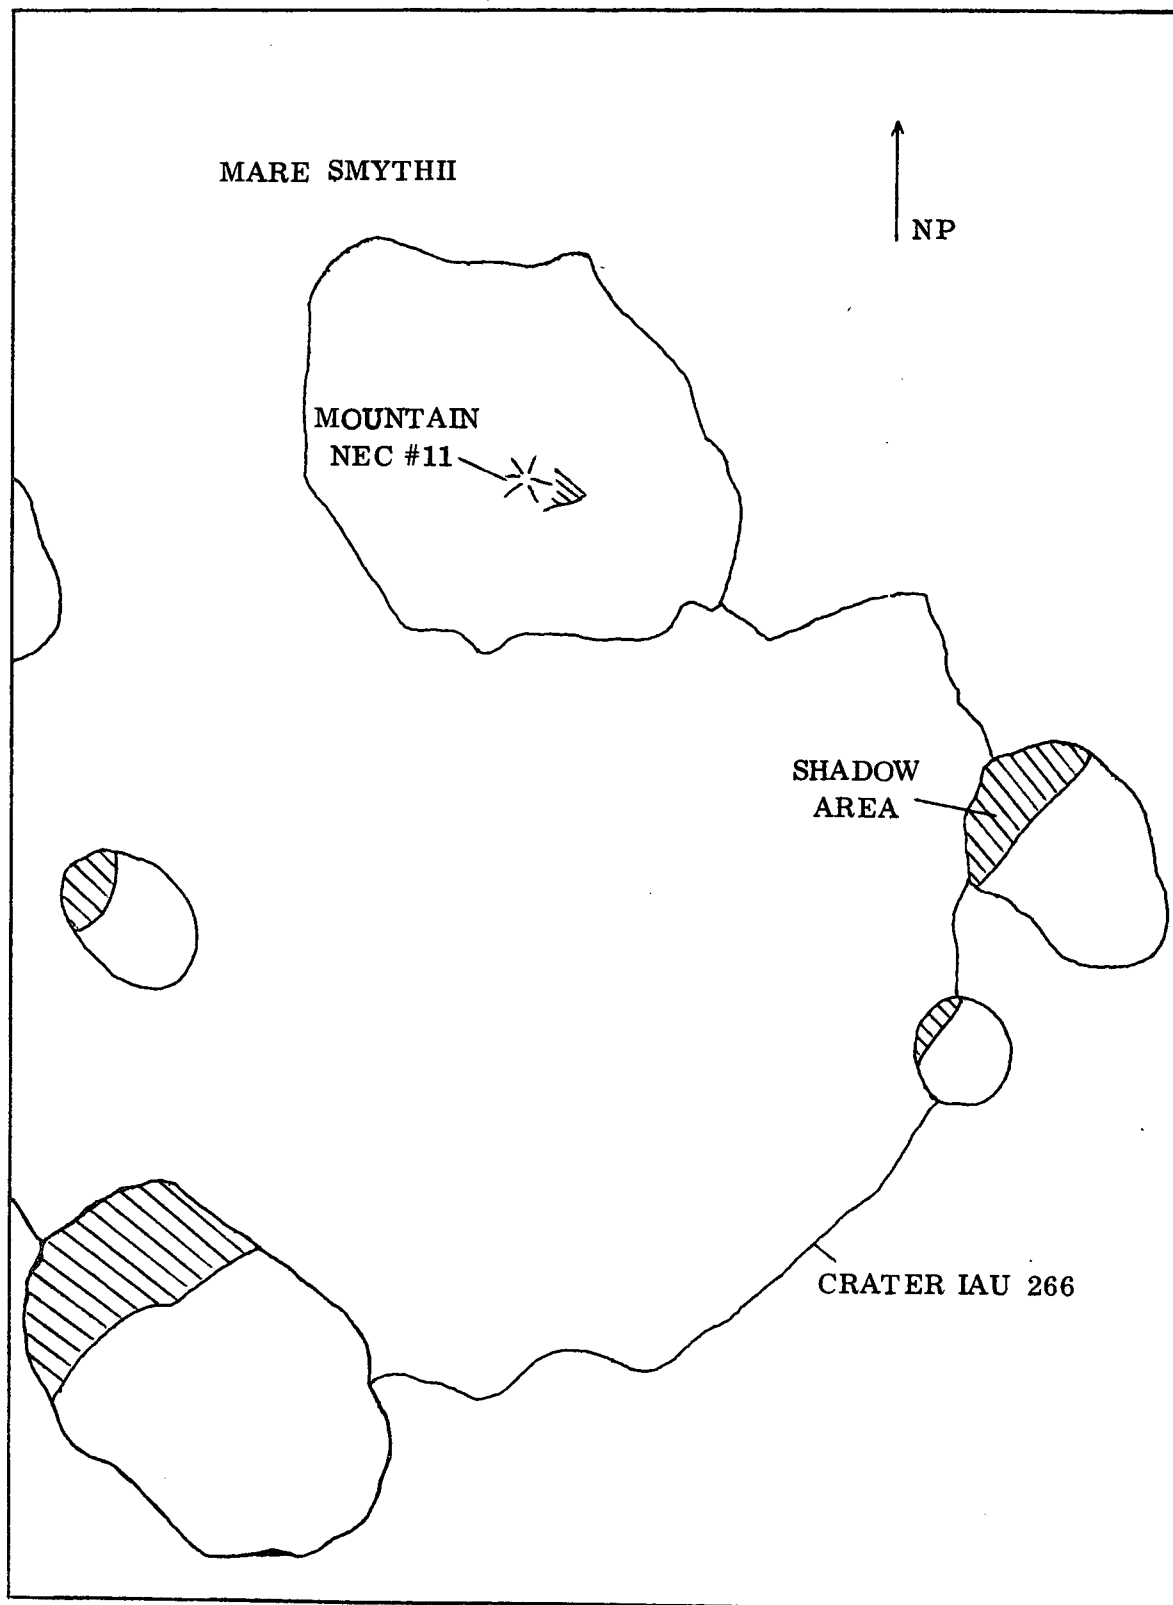 MARE SMYTHII
NP
MOUNTAIN
NEC #11
SHADOW
AREA
CRATER IAU 266